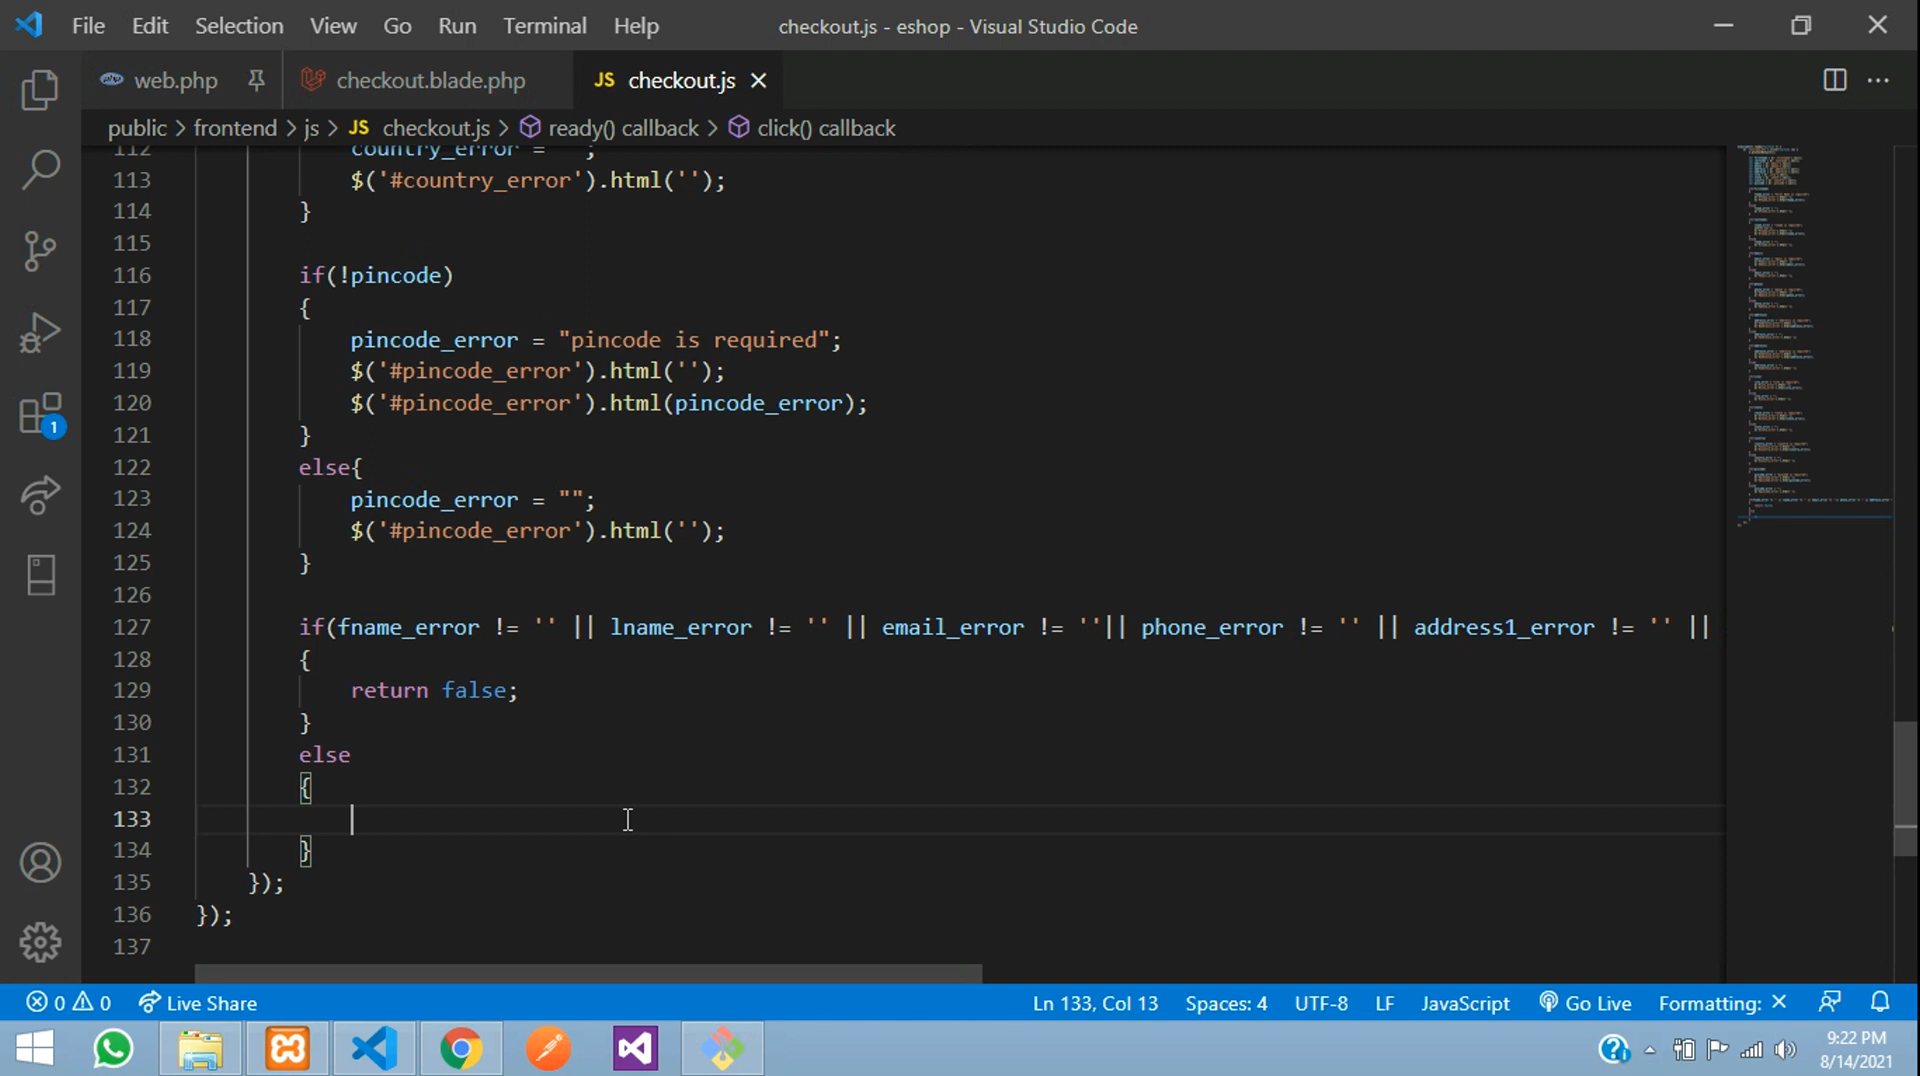 File Edit Selection View Go Run Terminal Help checkout.js - eshop - Visual Studio Code
web.php checkout.blade.php JS checkout.js
public > frontend > js > JS checkout.js > ready() callback > click() callback
112 country_error = ;
113 $('#country_error').html('');
114 }
115
116 if(!pincode)
117 {
118 pincode_error = "pincode is required";
119 $('#pincode_error').html('');
120 $('#pincode_error').html(pincode_error);
121 }
122 else{
123 pincode_error = "";
124 $('#pincode_error').html('');
125 }
126
127 if(fname_error != '' || lname_error != '' || email_error != ''|| phone_error != '' || address1_error != '' ||
128 {
129 return false;
130 }
131 else
132 {
133
134 }
135 });
136 });
137
1
0 0 Live Share Ln 133, Col 13 Spaces: 4 UTF-8 LF JavaScript Go Live Formatting: ×
9:22 PM
8/14/2021